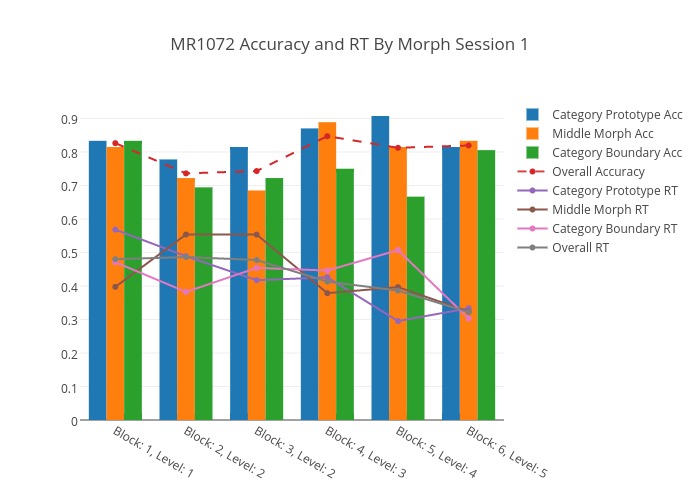 MR1072 Accuracy and RT By Morph Session 1
0.9
0.8
0.7
0.6
0.5
0.4
0.3
0.2
0.1
0
Block: 1, Level: 1
Block: 2, Level: 2
Block: 3, Level: 2
Block: 4, Level: 3
Block: 5, Level: 4
Block: 6, Level: 5
Category Prototype Acc
Middle Morph Acc
Category Boundary Acc
Overall Accuracy
Category Prototype RT
Middle Morph RT
Category Boundary RT
Overall RT